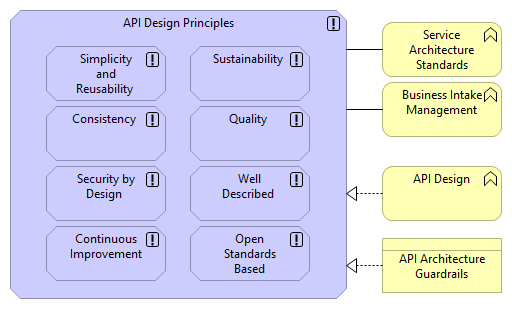 API Design Principles
Simplicity
and
Reusability
Sustainability
Consistency
Quality
Security by
Design
Well
Described
Continuous
Improvement
Open
Standards
Based
Service
Architecture
Standards
Business Intake
Management
API Design
API Architecture
Guardrails